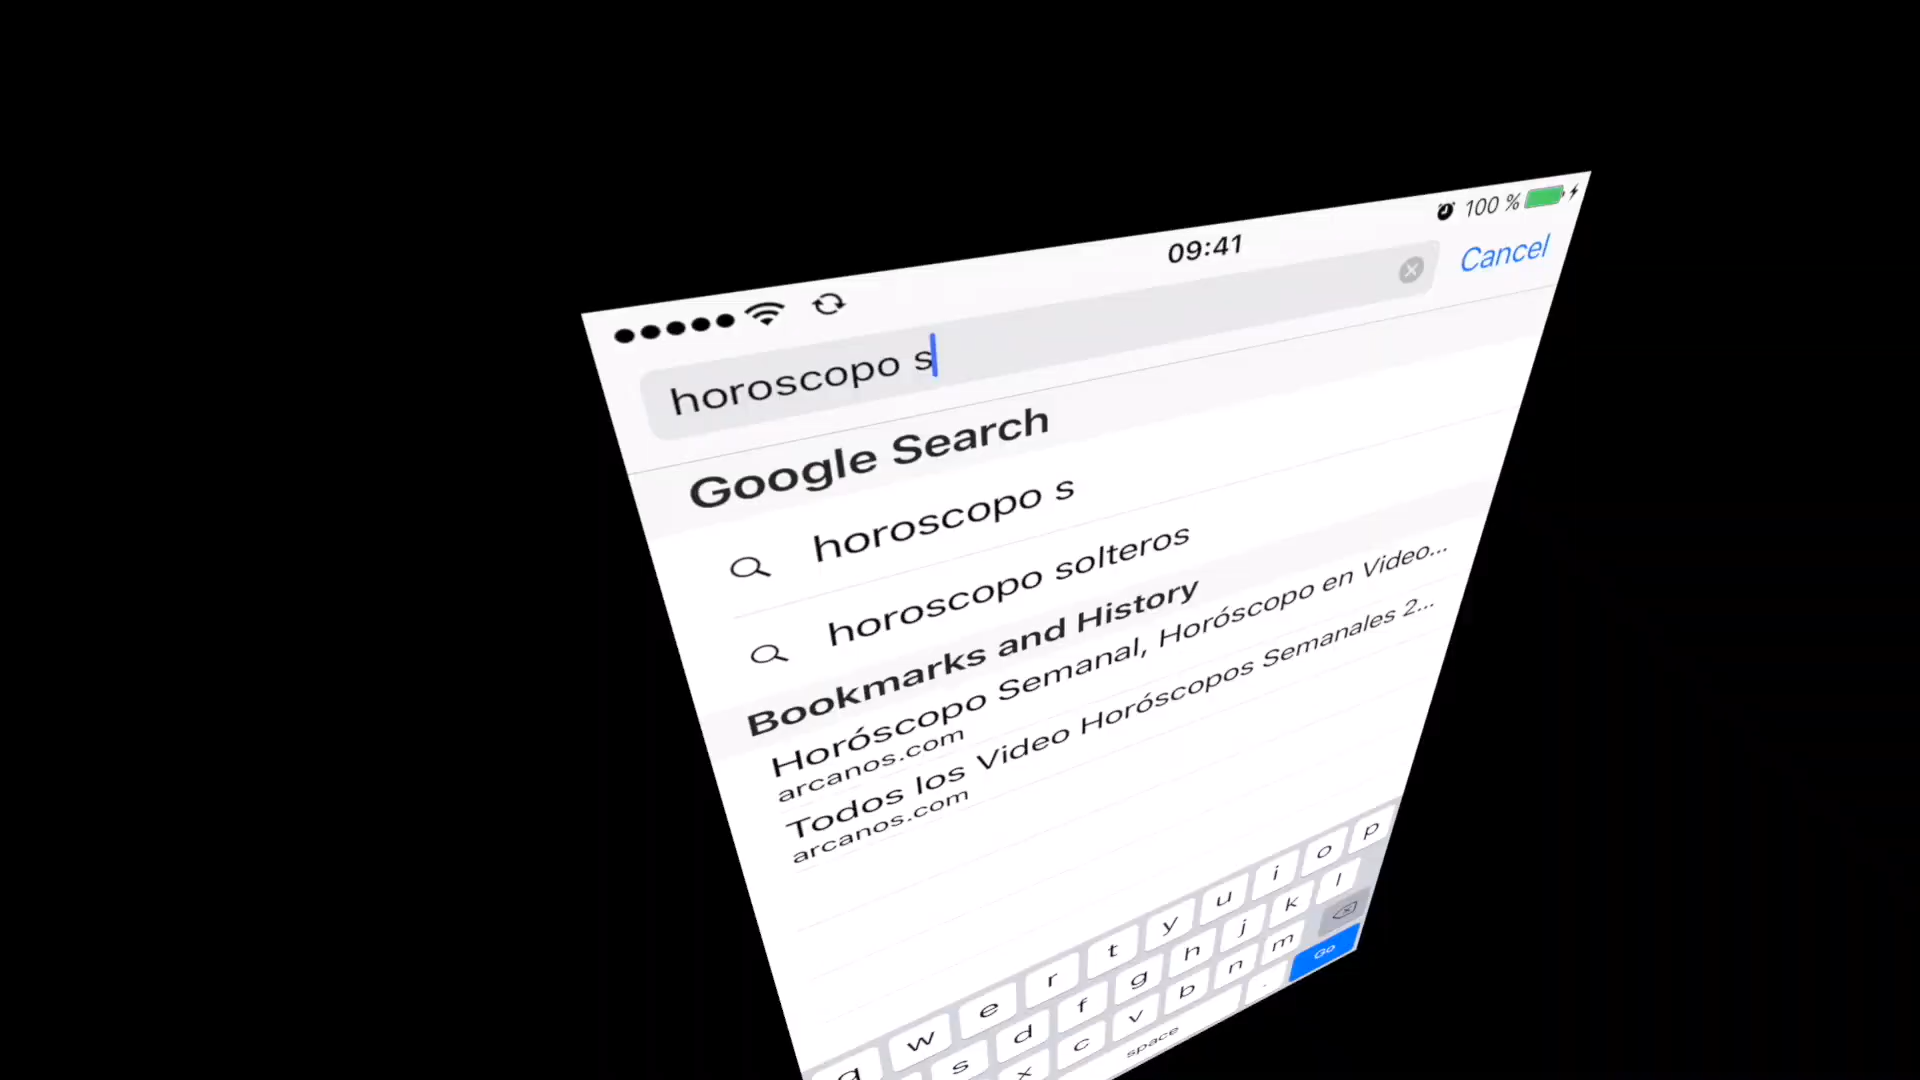 09:41
100 %
horoscopo s
Cancel
Google Search
horoscopo s
horoscopo solteros
Bookmarks and History
Horóscopo Semanal, Horóscopo en Video...
arcanos.com
Todos los Video Horóscopos Semanales 2...
arcanos.com
q w e r t y u i o p
s d f g h j k l
x c v b n m
space . Go